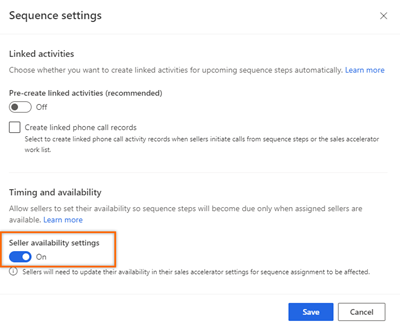 Sequence settings
Linked activities
Choose whether you want to create linked activities for upcoming sequence steps automatically. Learn more
Pre-create linked activities (recommended)
Off
Create linked phone call records
Select to create linked phone call activity records when sellers initiate calls from sequence steps or the sales accelerator
work list.
Timing and availability
Allow sellers to set their availability so sequence steps will become due only when assigned sellers are
available. Learn more
Seller availability settings
On
Sellers will need to update their availability in their sales accelerator settings for sequence assignment to be affected.
Save
Cancel